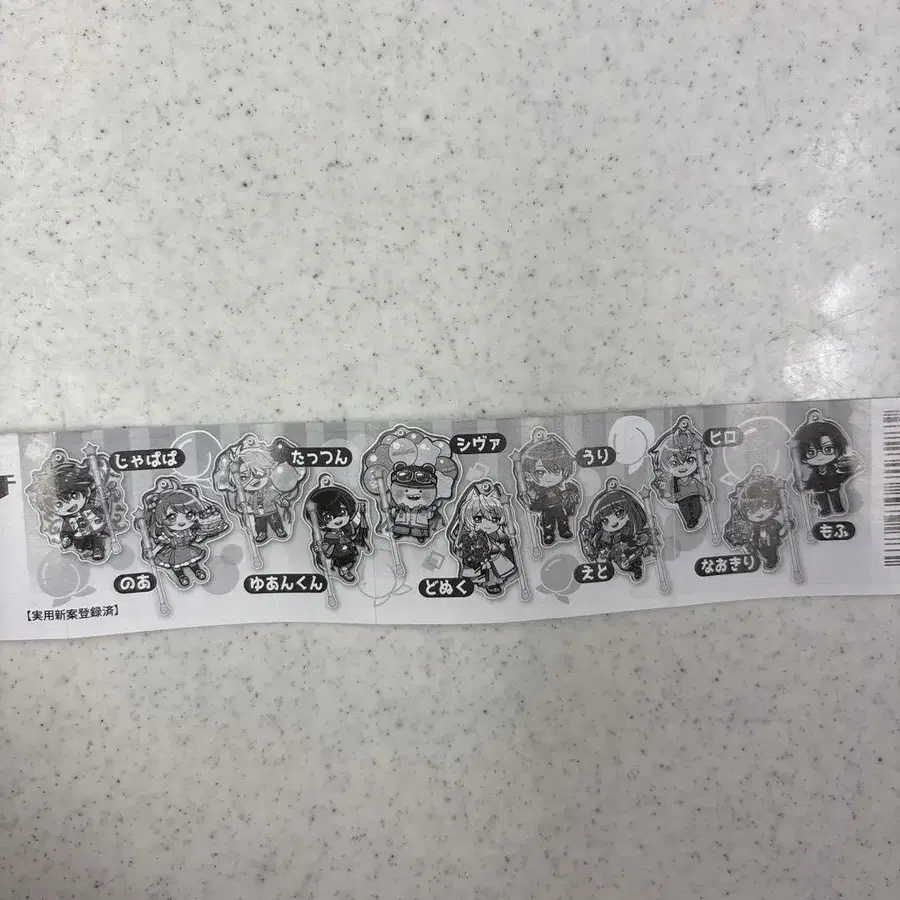 じゃぱぱ
たっつん
シヴァ
うり
ヒロ
もふ
のあ
ゆあんくん
どぬく
えと
なおきり
【実用新案登録済】